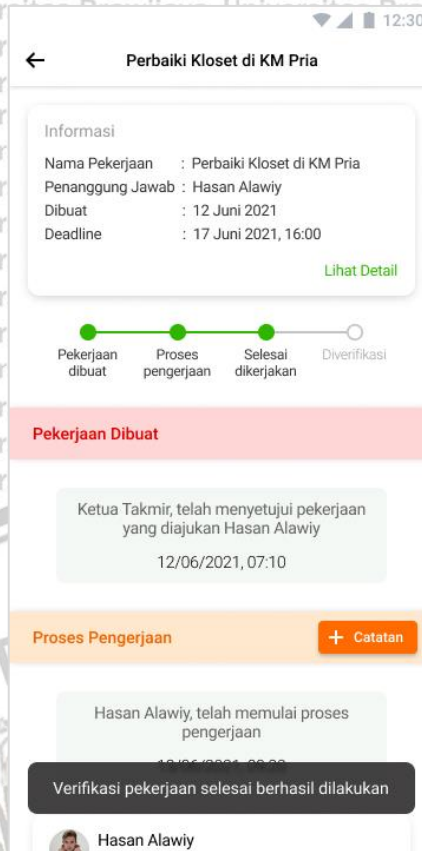 12:30
Perbaiki Kloset di KM Pria
Informasi
Nama Pekerjaan : Perbaiki Kloset di KM Pria
Penanggung Jawab : Hasan Alawiy
Dibuat : 12 Juni 2021
Deadline : 17 Juni 2021, 16:00
Lihat Detail
Pekerjaan dibuat
Proses pengerjaan
Selesai dikerjakan
Diverifikasi
Pekerjaan Dibuat
Ketua Takmir, telah menyetujui pekerjaan
yang diajukan Hasan Alawiy
12/06/2021, 07:10
Proses Pengerjaan
+ Catatan
Hasan Alawiy, telah memulai proses
pengerjaan
Verifikasi pekerjaan selesai berhasil dilakukan
Hasan Alawiy